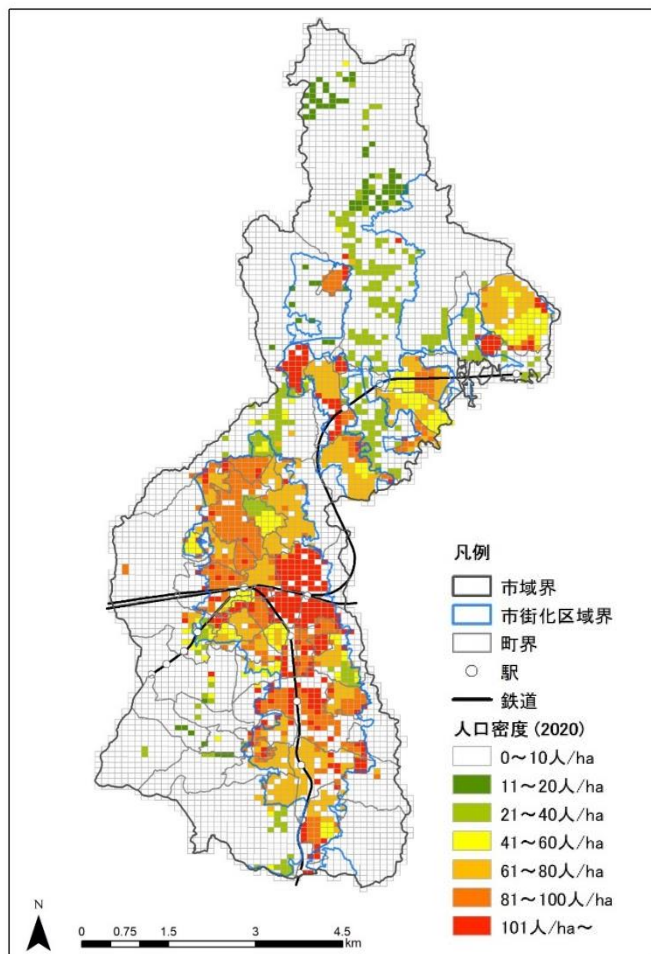 凡例
市域界
市街化区域界
町界
駅
鉄道
人口密度 (2020)
0～10人/ha
11～20人/ha
21～40人/ha
41～60人/ha
61～80人/ha
81～100人/ha
101人/ha～
N
0 0.75 1.5 3 4.5
km